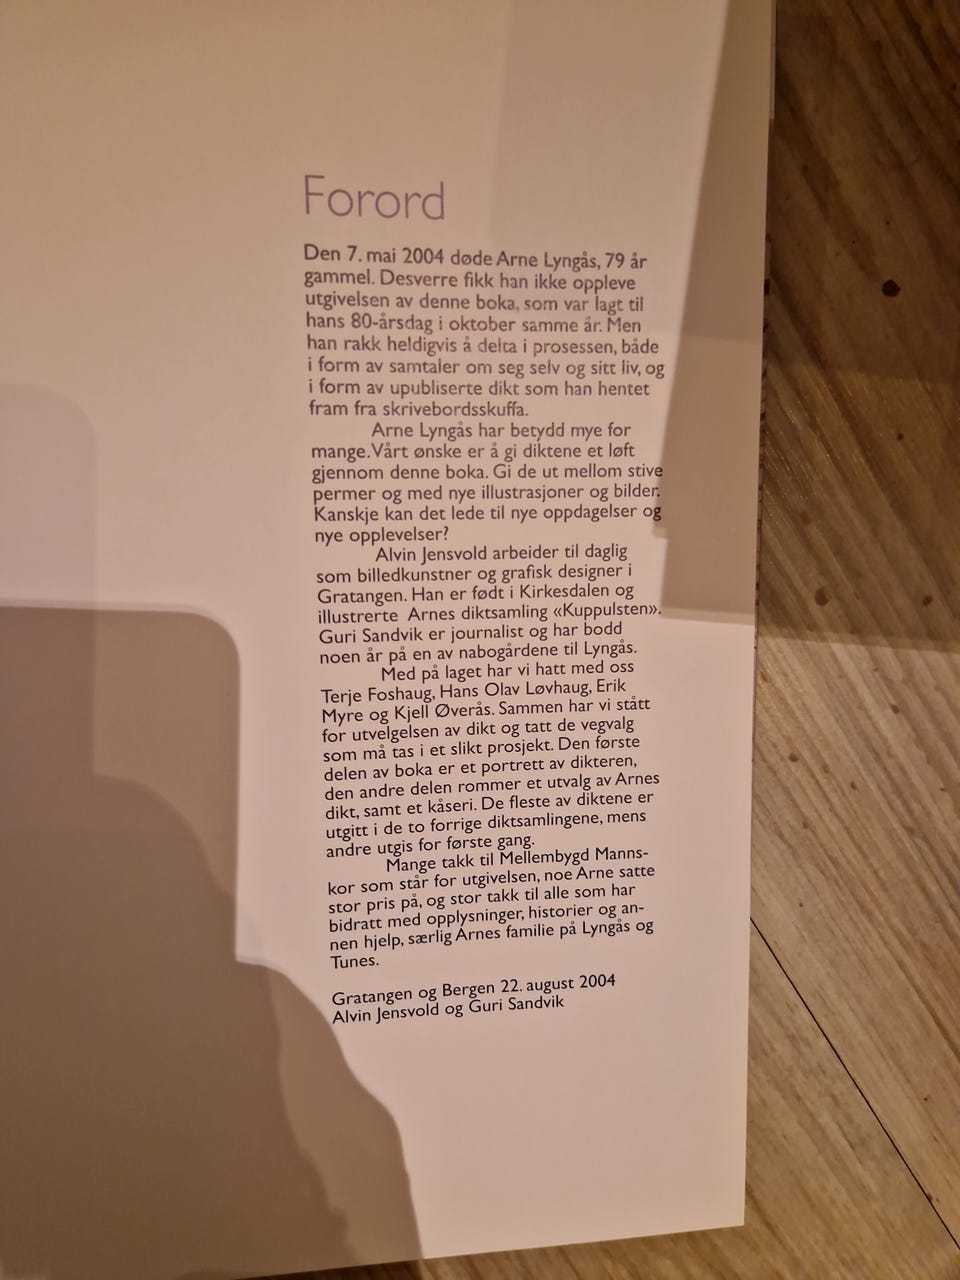 Forord
Den 7. mai 2004 døde Arne Lyngås, 79 år
gammel. Desverre fikk han ikke oppleve
utgivelsen av denne boka, som var lagt til
hans 80-årsdag i oktober samme år. Men
han rakk heldigvis å delta i prosessen, både
i form av samtaler om seg selv og sitt liv, og
i form av upubliserte dikt som han hentet
fram fra skrivebordsskuffa.
Arne Lyngås har betydd mye for
mange. Vårt ønske er å gi diktene et løft
gjennom denne boka. Gi de ut mellom stive
permer og med nye illustrasjoner og bilder.
Kanskje kan det lede til nye oppdagelser og
nye opplevelser?
Alvin Jensvold arbeider til daglig
som billedkunstner og grafisk designer i
Gratangen. Han er født i Kirkesdalen og
illustrerte Arnes diktsamling «Kuppulsten».
Guri Sandvik er journalist og har bodd
noen år på en av nabogårdene til Lyngås.
Med på laget har vi hatt med oss
Terje Foshaug, Hans Olav Løvhaug, Erik
Myre og Kjell Øverås. Sammen har vi stått
for utvelgelsen av dikt og tatt de vegvalg
som må tas i et slikt prosjekt. Den første
delen av boka er et portrett av dikteren,
den andre delen rommer et utvalg av Arnes
dikt, samt et kåseri. De fleste av diktene er
utgitt i de to forrige diktsamlingene, mens
andre utgis for første gang.
Mange takk til Mellembygd Manns-
kor som står for utgivelsen, noe Arne satte
stor pris på, og stor takk til alle som har
bidratt med opplysninger, historier og an-
nen hjelp, særlig Arnes familie på Lyngås og
Tunes.
Gratangen og Bergen 22. august 2004
Alvin Jensvold og Guri Sandvik